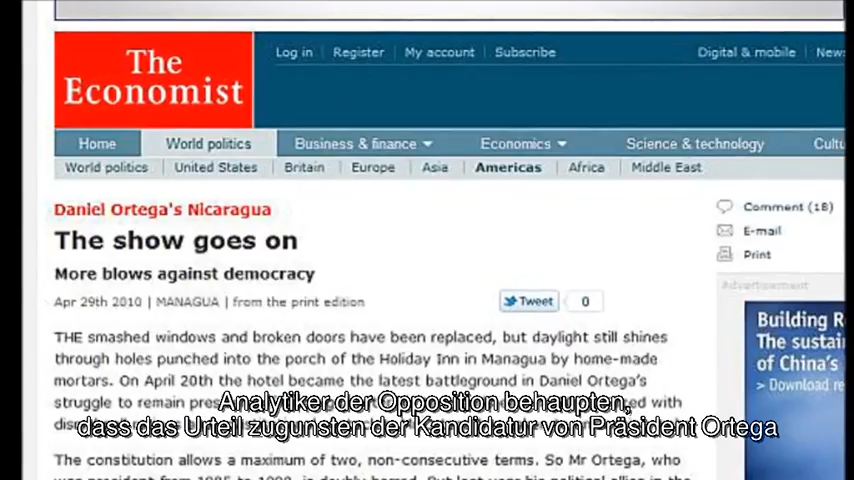 The
Economist
Log in Register My account Subscribe Digital & mobile News
Home World politics Business & finance Economics Science & technology Cultu
World politics United States Britain Europe Asia Americas Africa Middle East
Daniel Ortega's Nicaragua
The show goes on
More blows against democracy
Apr 29th 2010 | MANAGUA | from the print edition
Tweet 0
Comment (18)
E-mail
Print
Advertisement
Building R
The sustai
of China's
> Download re
THE smashed windows and broken doors have been replaced, but daylight still shines
through holes punched into the porch of the Holiday Inn in Managua by home-made
mortars. On April 20th the hotel became the latest battleground in Daniel Ortega's
struggle to remain
Analytiker der Opposition behaupten,
dass das Urteil zugunsten der Kandidatur von Präsident Ortega
The constitution allows a maximum of two, non-consecutive terms. So Mr Ortega, who